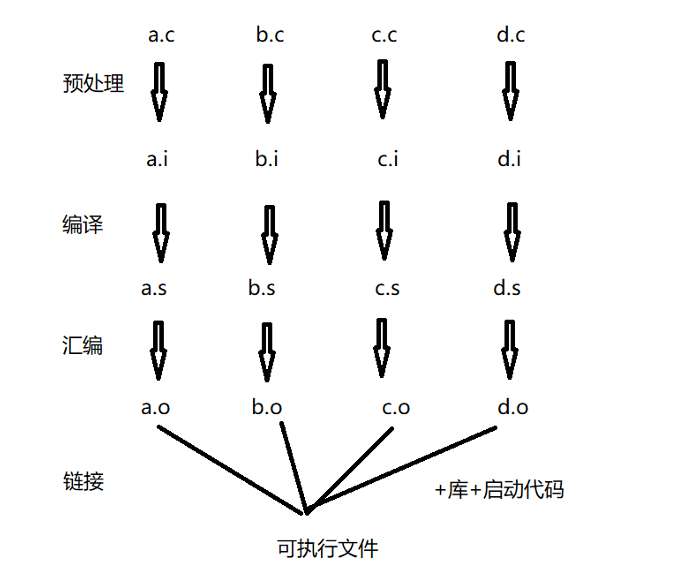 a.c b.c c.c d.c
预处理
a.i b.i c.i d.i
编译
a.s b.s c.s d.s
汇编
a.o b.o c.o d.o
链接 +库+启动代码
可执行文件